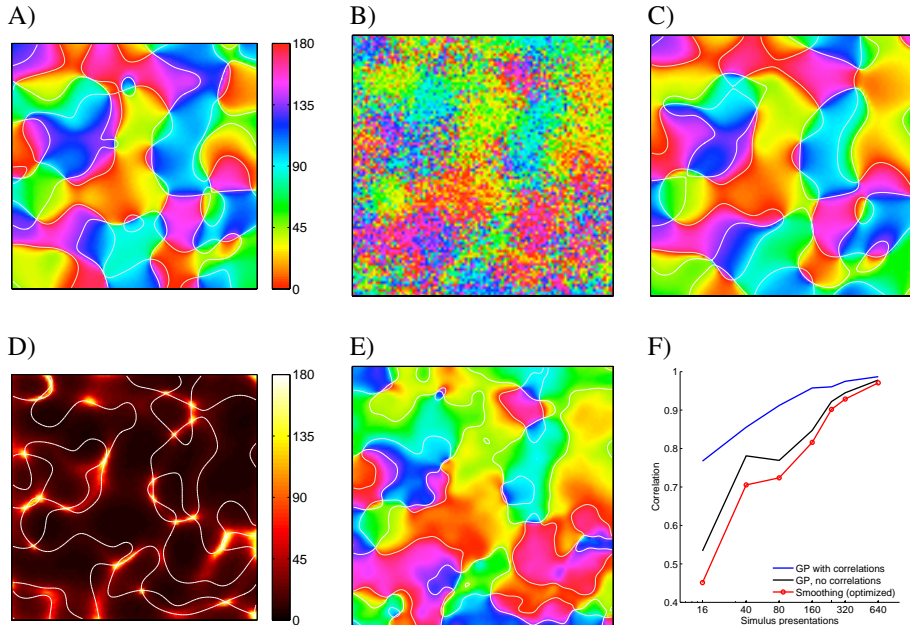 A)
B)
C)
180
135
90
45
0
D)
E)
F)
180
135
90
45
0
1
0.9
0.8
0.7
0.6
0.5
0.4
Correlation
GP with correlations
GP, no correlations
Smoothing (optimized)
16
40
80
160
320
640
Simulus presentations